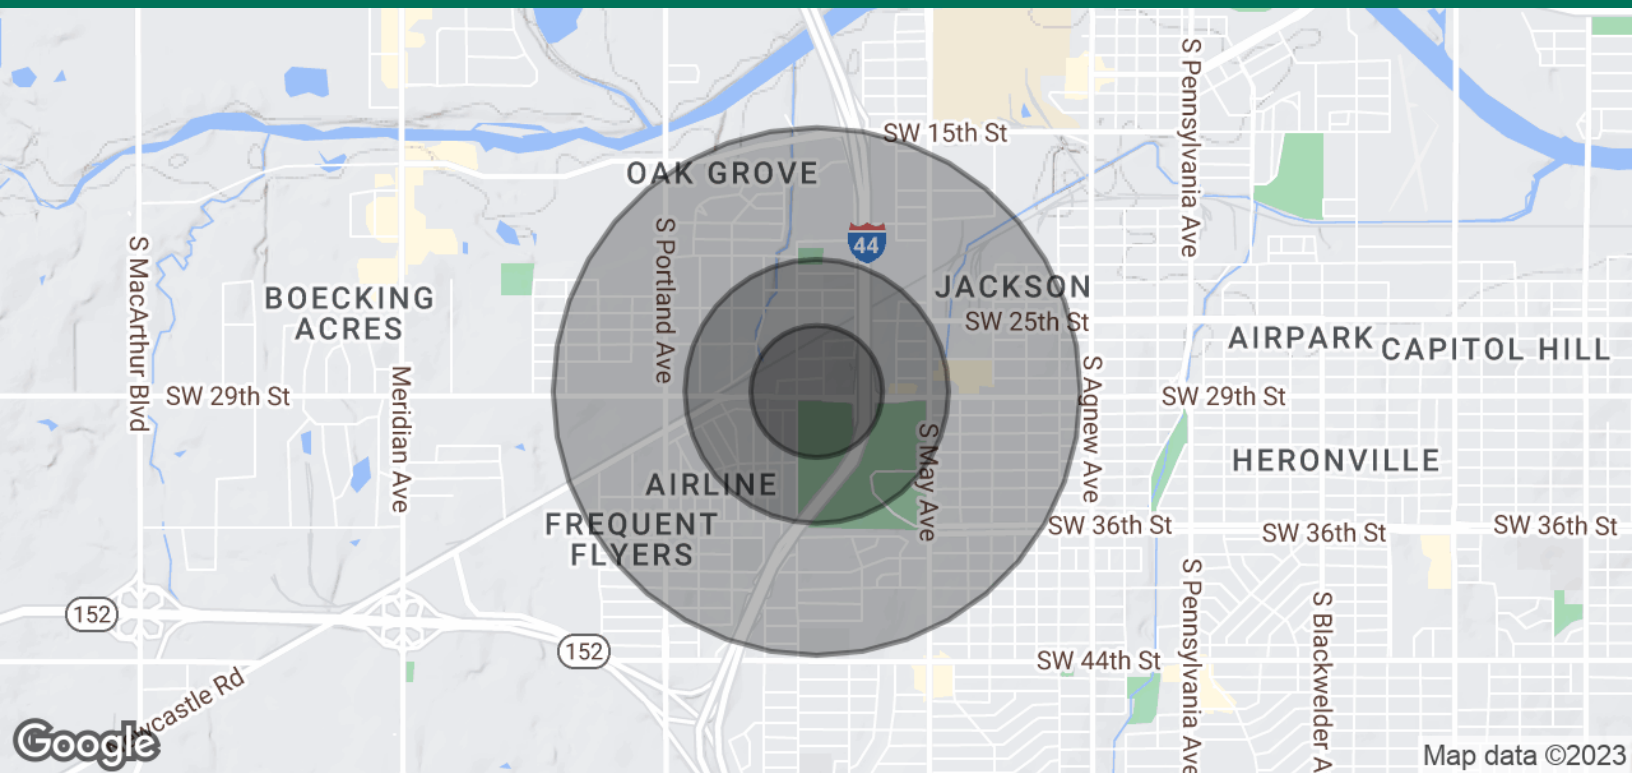 S Pennsylvania Ave
SW 15th St
OAK GROVE
S Portland Ave
S MacArthur Blvd
44
JACKSON
BOECKING
ACRES
SW 25th St
AIRPARK
CAPITOL HILL
Meridian Ave
SW 29th St
S Agnew Ave
SW 29th St
S May Ave
HERONVILLE
AIRLINE
FREQUENT
FLYERS
SW 36th St
SW 36th St
SW 36th St
S Pennsylvania Ave
S Blackwelder A
152
152
SW 44th St
wcastle Rd
Google
Map data ©2023